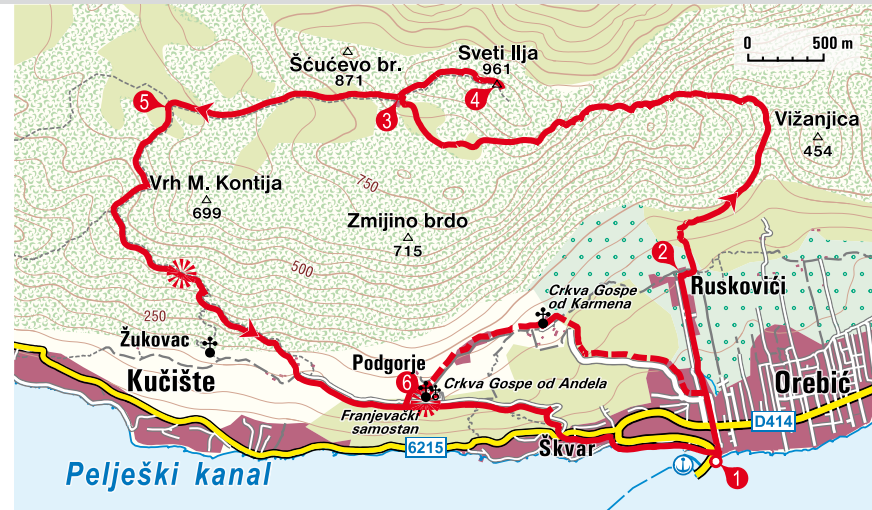 0 500 m
Šćućevo br.
871
Sveti Ilja
961
4
5
3
Vižanjica
454
Vrh M. Kontija
699
750
Zmijino brdo
715
500
250
2
Ruskovići
Crkva Gospe
od Karmena
Žukovac
Kučište
Podgorje
6
Crkva Gospe od Anđela
Franjevački
samostan
Orebić
D414
6215
Škvar
Pelješki kanal
1